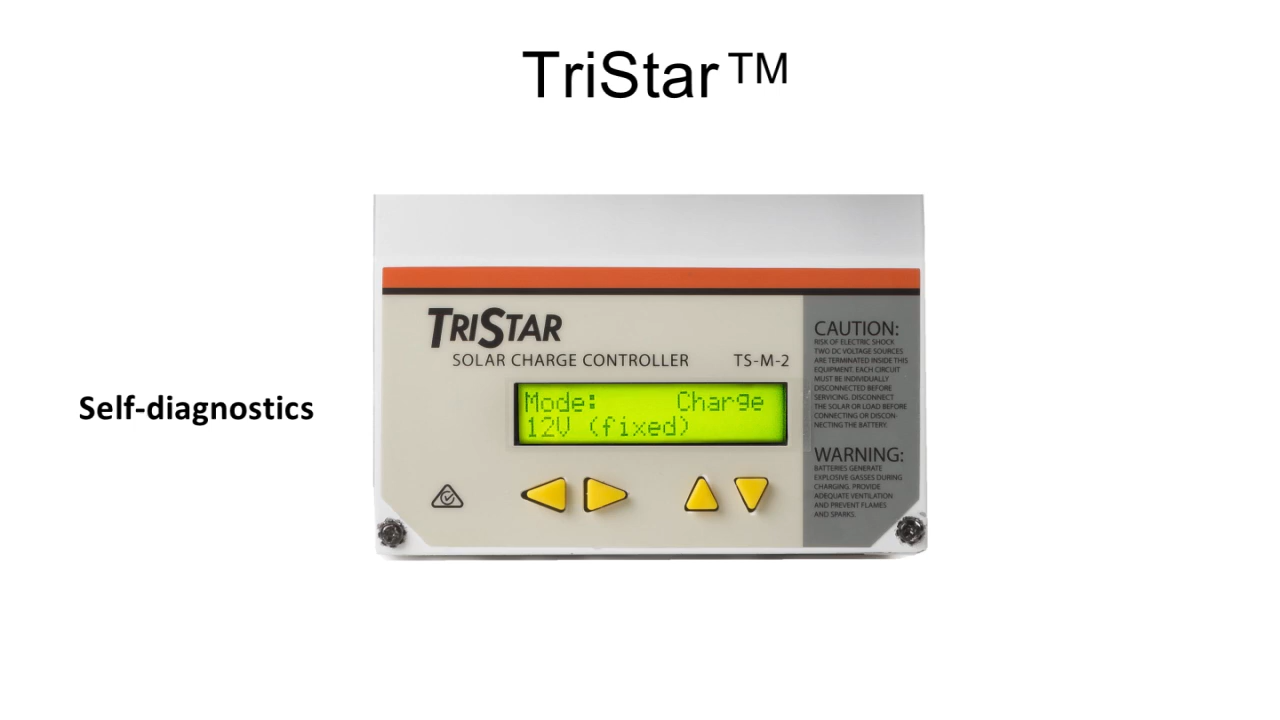 TriStar™
Self-diagnostics
TRISTAR
SOLAR CHARGE CONTROLLER TS-M-2
Mode: Charge
12V (fixed)
CAUTION:
RISK OF ELECTRIC SHOCK
TWO DC VOLTAGE SOURCES
ARE TERMINATED INSIDE THIS
EQUIPMENT. EACH CIRCUIT
MUST BE INDIVIDUALLY
DISCONNECTED BEFORE
SERVICING. DISCONNECT
THE SOLAR OR LOAD BEFORE
CONNECTING OR DISCON-
NECTING THE BATTERY.
WARNING:
BATTERIES GENERATE
EXPLOSIVE GASSES DURING
CHARGING. PROVIDE
ADEQUATE VENTILATION
AND PREVENT FLAMES
AND SPARKS.